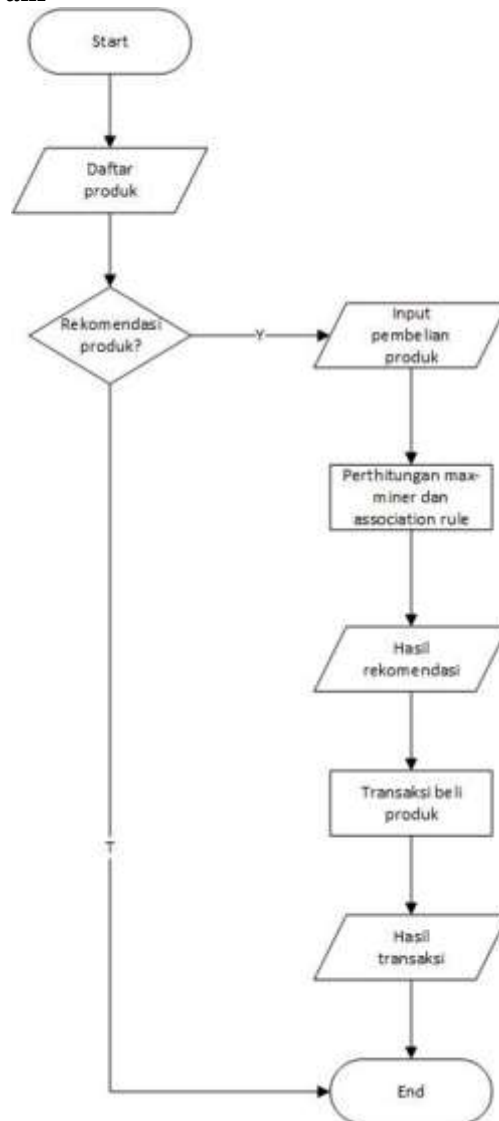 Start
Daftar
produk
Rekomendasi
produk?
Y
Input
pembelian
produk
Perthitungan max-
miner dan
association rule
Hasil
rekomendasi
Transaksi beli
produk
T
Hasil
transaksi
End